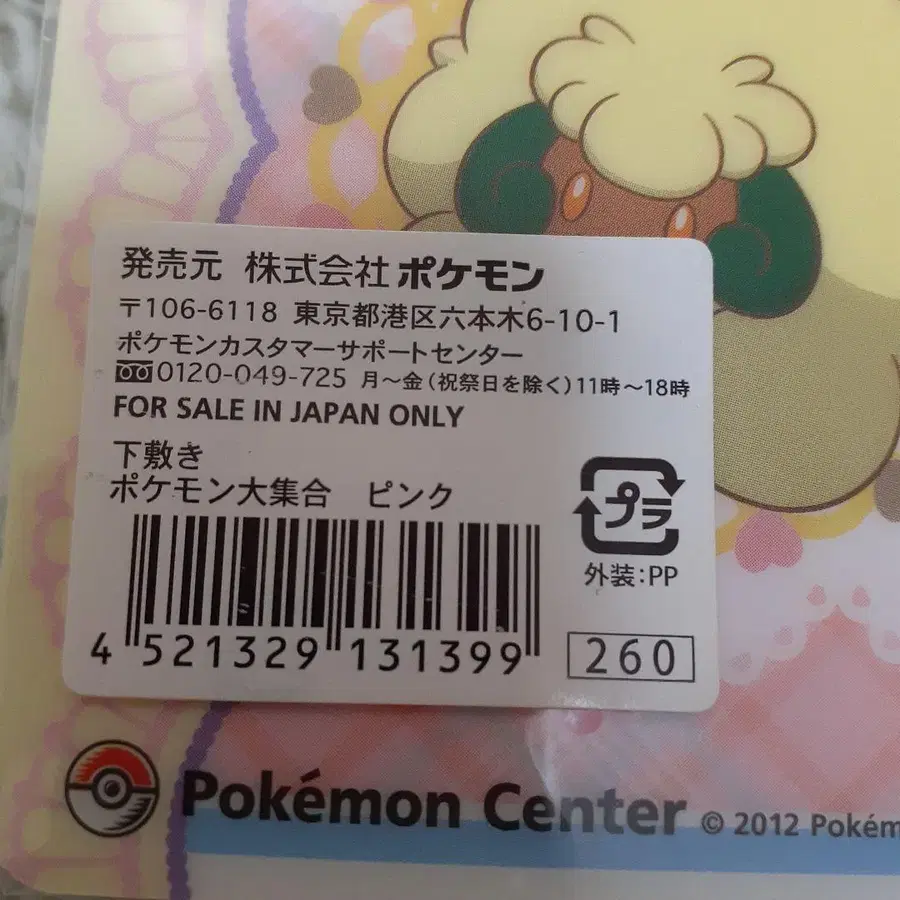 発売元 株式会社ポケモン
〒106-6118 東京都港区六本木6-10-1
ポケモンカスタマーサポートセンター
0120-049-725 月～金(祝祭日を除く)11時～18時
FOR SALE IN JAPAN ONLY
下敷き
ポケモン大集合 ピンク
プラ
外装:PP
4 521329 131399
260
Pokémon Center © 2012 Pokém